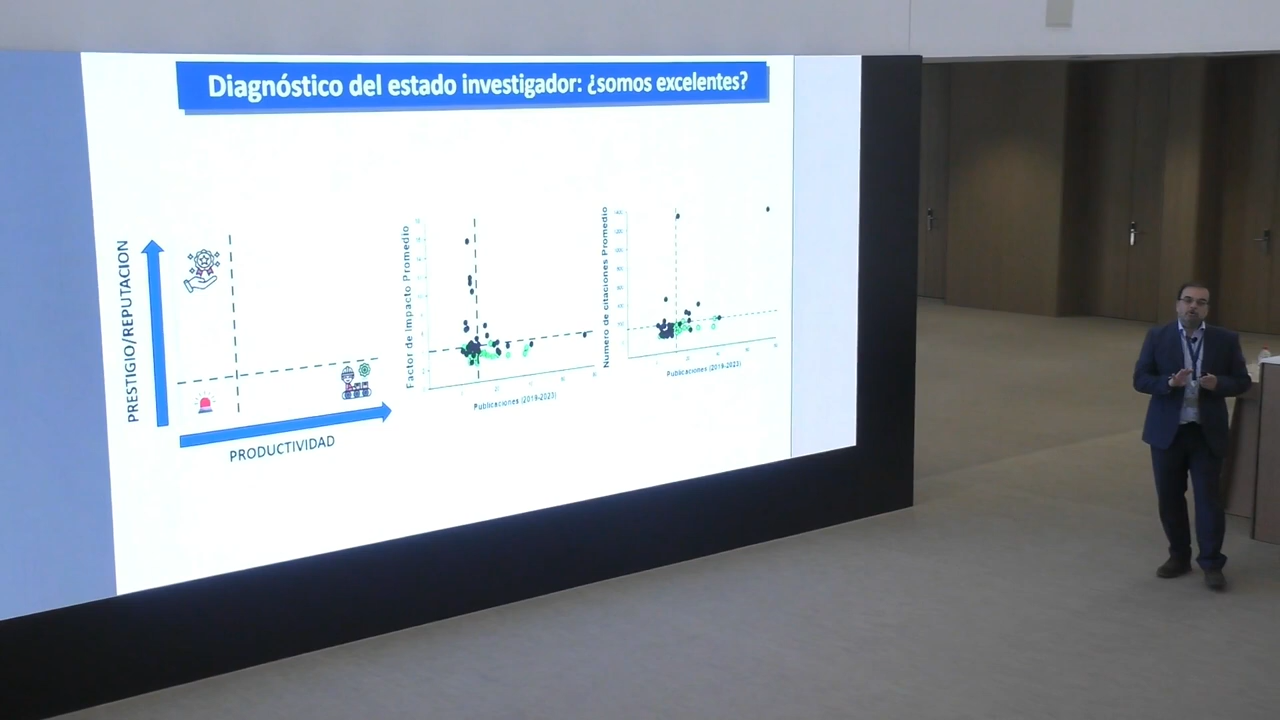 Diagnóstico del estado investigador: ¿somos excelentes?
PRESTIGIO/REPUTACION
PRODUCTIVIDAD
Factor de Impacto Promedio
Publicaciones (2019-2023)
Numero de citaciones Promedio
Publicaciones (2019-2023)